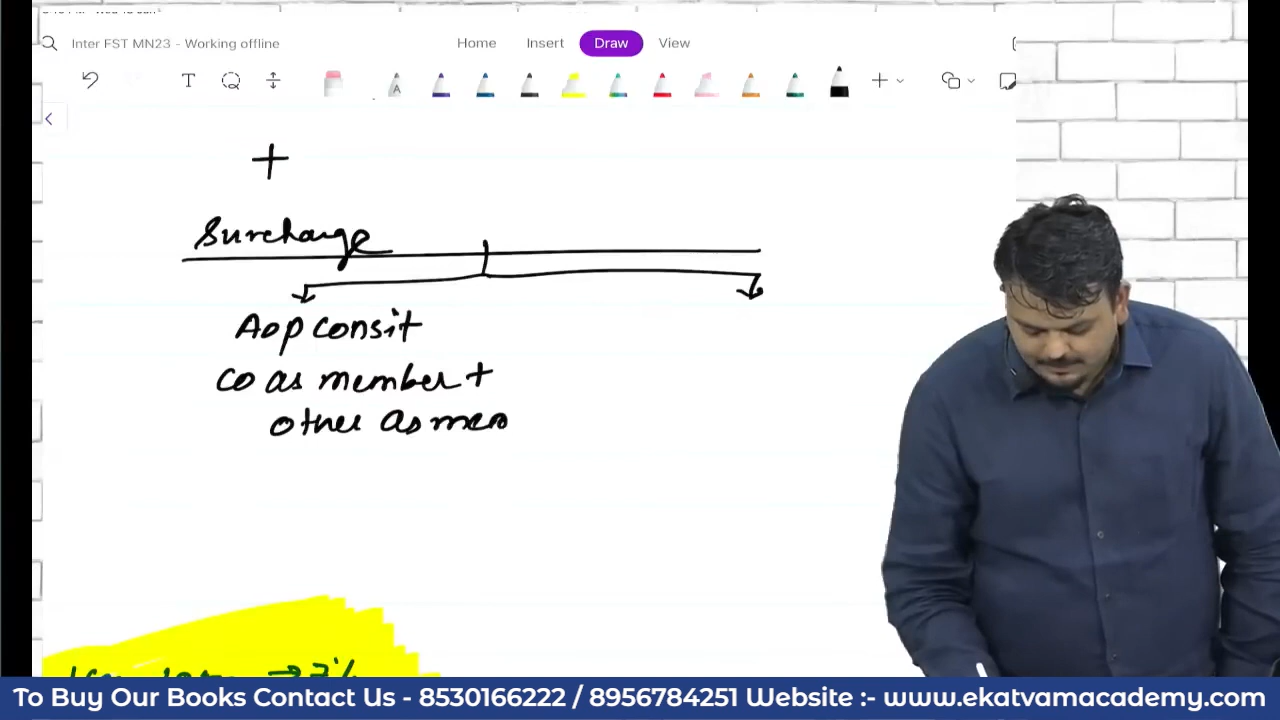 Inter FST MN23 - Working offline
Home Insert Draw View
T
A
+
Surcharge
Aop consit
co as member +
other as mem
To Buy Our Books Contact Us - 8530166222 / 8956784251 Website :- www.ekatvamacademy.com